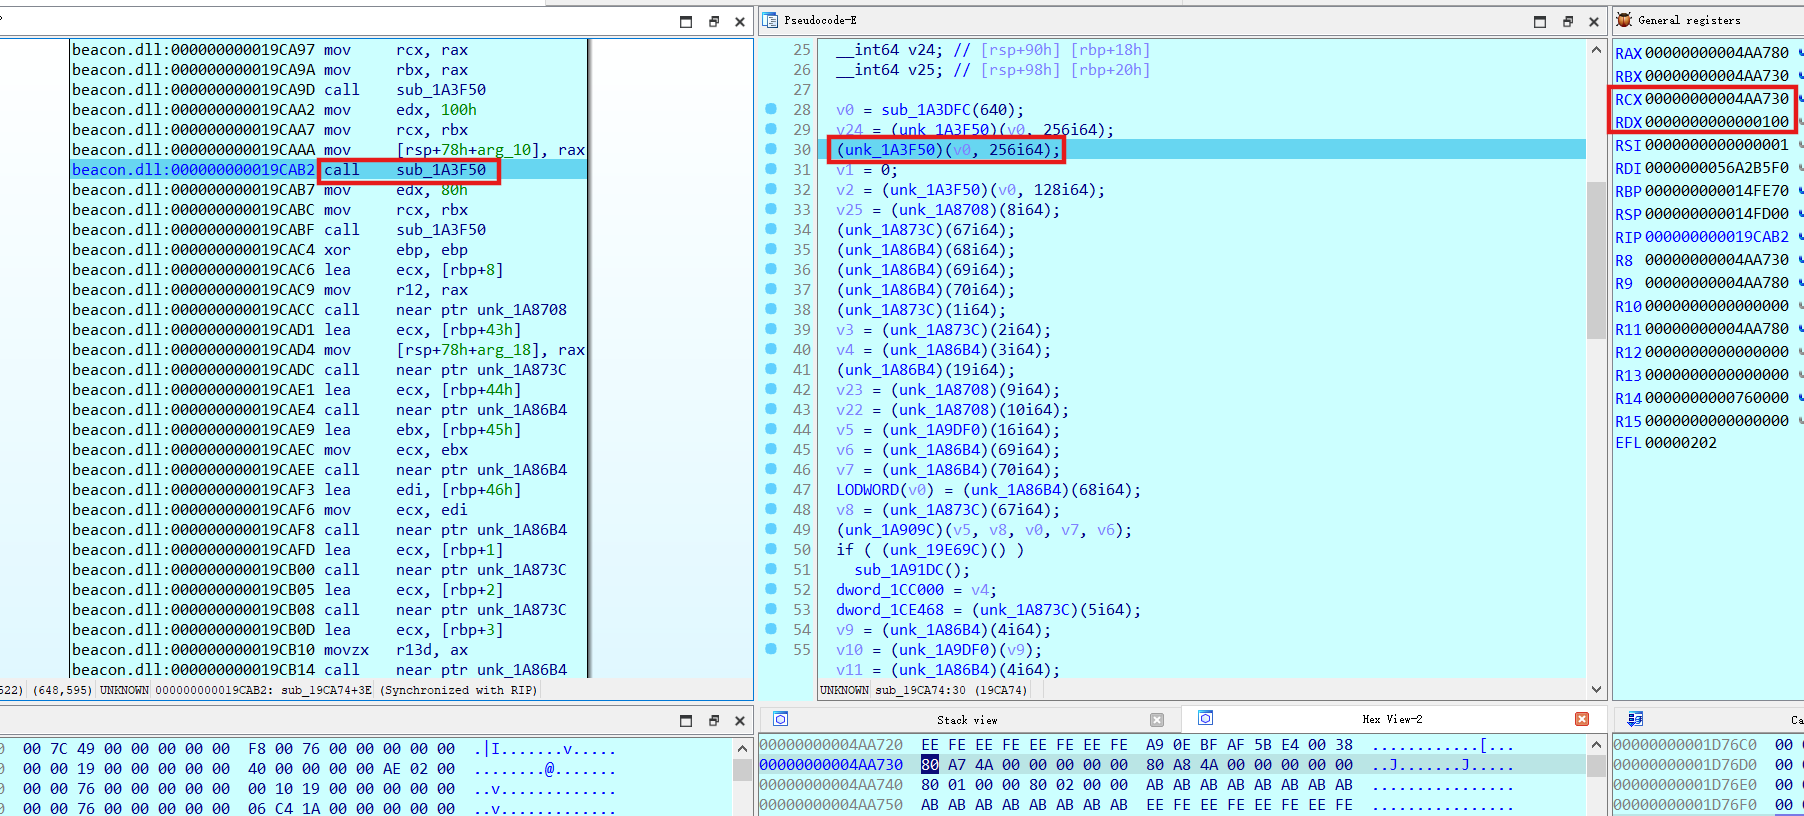 Pseudocode-E
General registers
beacon.dll:000000000019CA97 mov rcx, rax
beacon.dll:000000000019CA9A mov rbx, rax
beacon.dll:000000000019CA9D call sub_1A3F50
beacon.dll:000000000019CAA2 mov edx, 100h
beacon.dll:000000000019CAA7 mov rcx, rbx
beacon.dll:000000000019CAAA mov [rsp+78h+arg_10], rax
beacon.dll:000000000019CAB2 call sub_1A3F50
beacon.dll:000000000019CAB7 mov edx, 80h
beacon.dll:000000000019CABC mov rcx, rbx
beacon.dll:000000000019CABF call sub_1A3F50
beacon.dll:000000000019CAC4 xor ebp, ebp
beacon.dll:000000000019CAC6 lea ecx, [rbp+8]
beacon.dll:000000000019CAC9 mov r12, rax
beacon.dll:000000000019CACC call near ptr unk_1A8708
beacon.dll:000000000019CAD1 lea ecx, [rbp+43h]
beacon.dll:000000000019CAD4 mov [rsp+78h+arg_18], rax
beacon.dll:000000000019CADC call near ptr unk_1A873C
beacon.dll:000000000019CAE1 lea ecx, [rbp+44h]
beacon.dll:000000000019CAE4 call near ptr unk_1A86B4
beacon.dll:000000000019CAE9 lea ebx, [rbp+45h]
beacon.dll:000000000019CAEC mov ecx, ebx
beacon.dll:000000000019CAEE call near ptr unk_1A86B4
beacon.dll:000000000019CAF3 lea edi, [rbp+46h]
beacon.dll:000000000019CAF6 mov ecx, edi
beacon.dll:000000000019CAF8 call near ptr unk_1A86B4
beacon.dll:000000000019CAFD lea ecx, [rbp+1]
beacon.dll:000000000019CB00 call near ptr unk_1A873C
beacon.dll:000000000019CB05 lea ecx, [rbp+2]
beacon.dll:000000000019CB08 call near ptr unk_1A873C
beacon.dll:000000000019CB0D lea ecx, [rbp+3]
beacon.dll:000000000019CB10 movzx r13d, ax
beacon.dll:000000000019CB14 call near ptr unk_1A86B4
522) (648,595) UNKNOWN 000000000019CAB2: sub_19CA74+3E (Synchronized with RIP)
25 __int64 v24; // [rsp+90h] [rbp+18h]
26 __int64 v25; // [rsp+98h] [rbp+20h]
27
28 v0 = sub_1A3DFC(640);
29 v24 = (unk_1A3F50)(v0, 256i64);
30 (unk_1A3F50)(v0, 256i64);
31 v1 = 0;
32 v2 = (unk_1A3F50)(v0, 128i64);
33 v25 = (unk_1A8708)(8i64);
34 (unk_1A873C)(67i64);
35 (unk_1A86B4)(68i64);
36 (unk_1A86B4)(69i64);
37 (unk_1A86B4)(70i64);
38 (unk_1A873C)(1i64);
39 v3 = (unk_1A873C)(2i64);
40 v4 = (unk_1A86B4)(3i64);
41 (unk_1A86B4)(19i64);
42 v23 = (unk_1A8708)(9i64);
43 v22 = (unk_1A8708)(10i64);
44 v5 = (unk_1A9DF0)(16i64);
45 v6 = (unk_1A86B4)(69i64);
46 v7 = (unk_1A86B4)(70i64);
47 LODWORD(v0) = (unk_1A86B4)(68i64);
48 v8 = (unk_1A873C)(67i64);
49 (unk_1A909C)(v5, v8, v0, v7, v6);
50 if ( (unk_19E69C)() )
51 sub_1A91DC();
52 dword_1CC000 = v4;
53 dword_1CE468 = (unk_1A873C)(5i64);
54 v9 = (unk_1A86B4)(4i64);
55 v10 = (unk_1A9DF0)(v9);
v11 = (unk_1A86B4)(4i64);
UNKNOWN sub_19CA74:30 (19CA74)
RAX 00000000004AA780
RBX 00000000004AA730
RCX 00000000004AA730
RDX 0000000000000100
RSI 0000000000000001
RDI 0000000056A2B5F0
RBP 000000000014FE70
RSP 000000000014FD00
RIP 000000000019CAB2
R8 00000000004AA730
R9 00000000004AA780
R10 0000000000000000
R11 00000000004AA780
R12 0000000000000000
R13 0000000000000000
R14 0000000000760000
R15 0000000000000000
EFL 00000202
0 00 7C 49 00 00 00 00 00 F8 00 76 00 00 00 00 00 .|I.......v.....
0 00 00 19 00 00 00 00 00 40 00 00 00 00 AE 02 00 ........@.......
0 00 00 76 00 00 00 00 00 00 10 19 00 00 00 00 00 ..v.............
0 00 00 76 00 00 00 00 00 06 C4 1A 00 00 00 00 00 ..v.............
Stack view
Hex View-2
Ca
00000000004AA720 EE FE EE FE EE FE EE FE A9 0E BF AF 5B E4 00 38 ............[...
00000000004AA730 80 A7 4A 00 00 00 00 00 80 A8 4A 00 00 00 00 00 ..J.......J.....
00000000004AA740 80 01 00 00 80 02 00 00 AB AB AB AB AB AB AB AB ................
00000000004AA750 AB AB AB AB AB AB AB AB EE FE EE FE EE FE EE FE ................
00000000001D76C0 00
00000000001D76D0 00
00000000001D76E0 00
00000000001D76F0 00